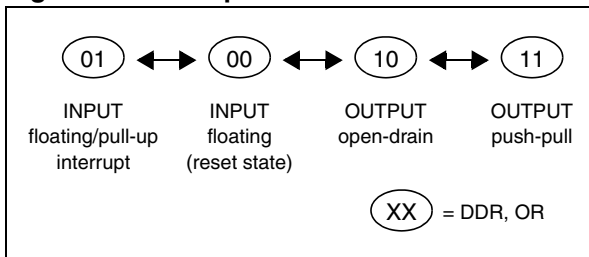 01 00 10 11
INPUT INPUT OUTPUT OUTPUT
floating/pull-up floating open-drain push-pull
interrupt (reset state)
XX = DDR, OR